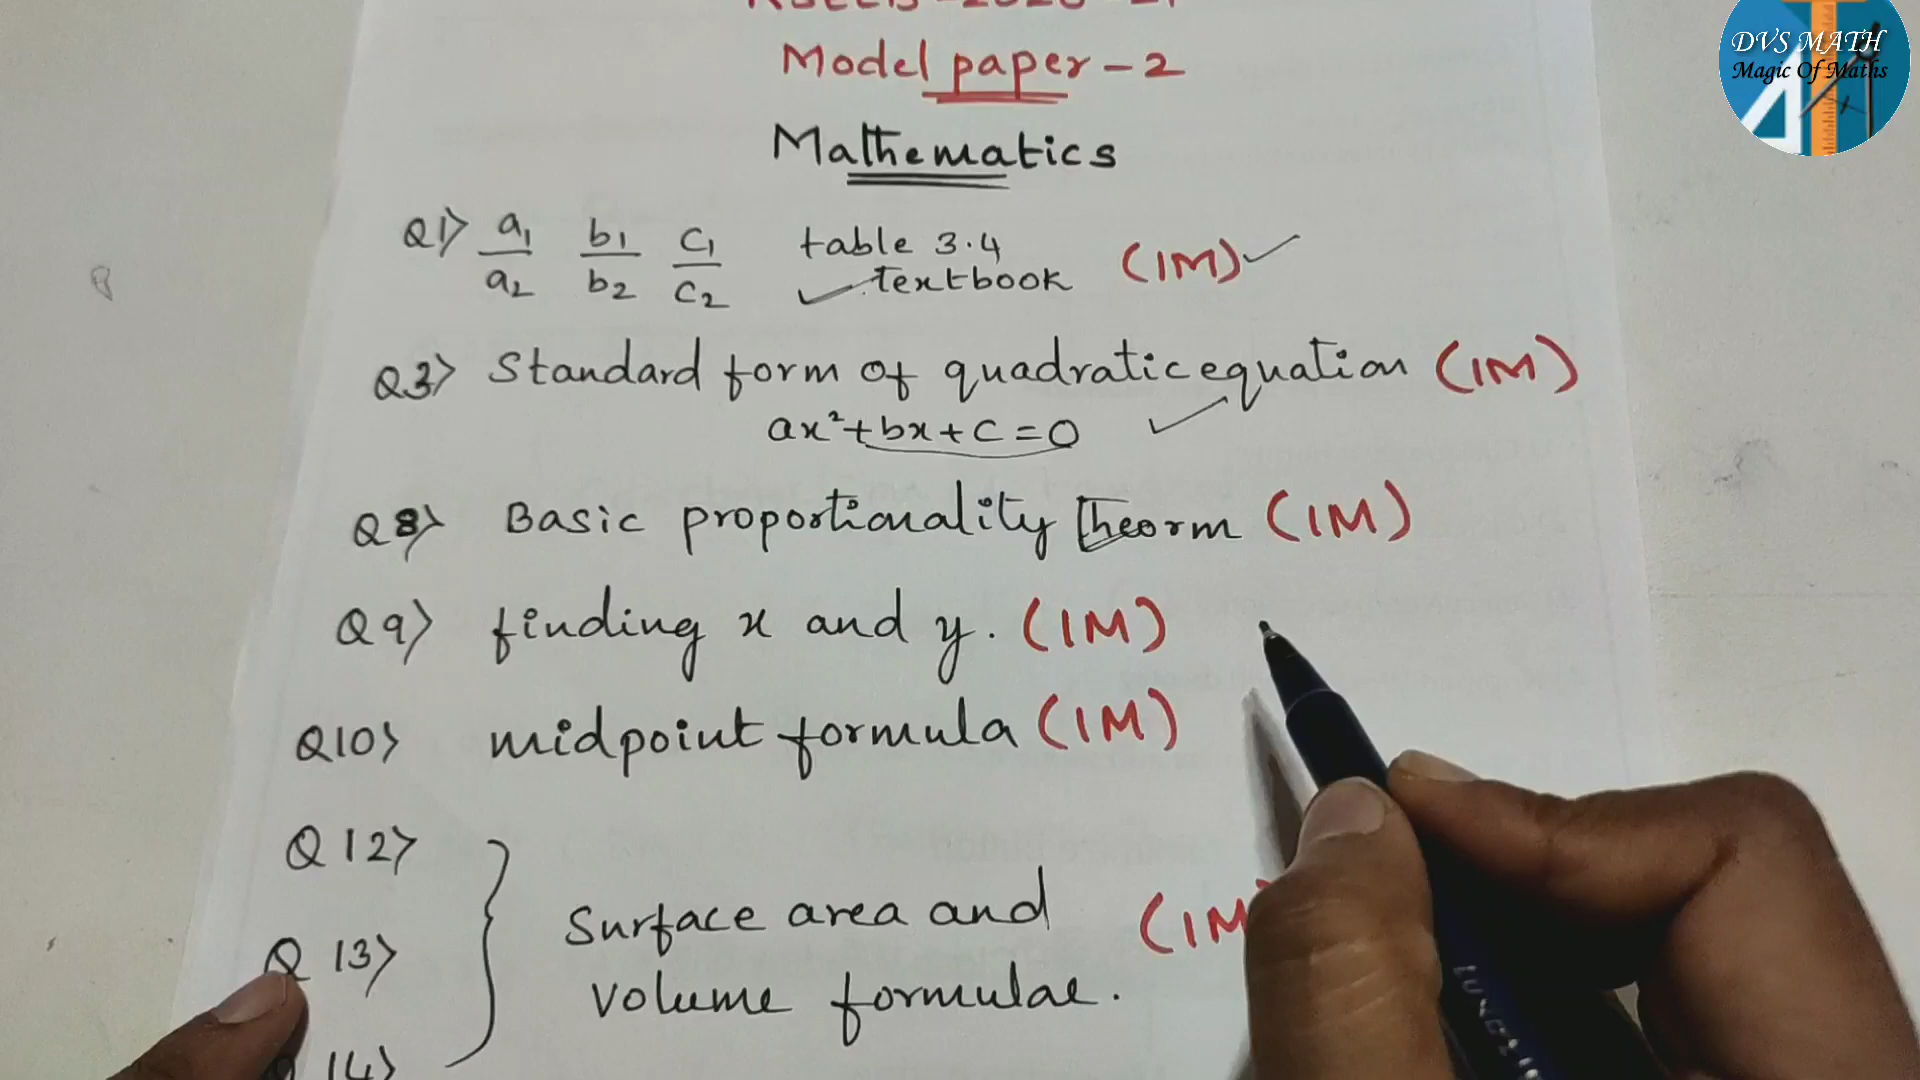 Model paper - 2
Mathematics
Q1) a1/a2 b1/b2 c1/c2 table 3.4 textbook (1M)
Q3) Standard form of quadratic equation (1M)
ax²+bx+c=0
Q8) Basic proportionality theorm (1M)
Q9) finding x and y. (1M)
Q10) midpoint formula (1M)
Q12)
Q13) Surface area and (1M
volume formulae.
14)
DVS MATH
Magic Of Maths